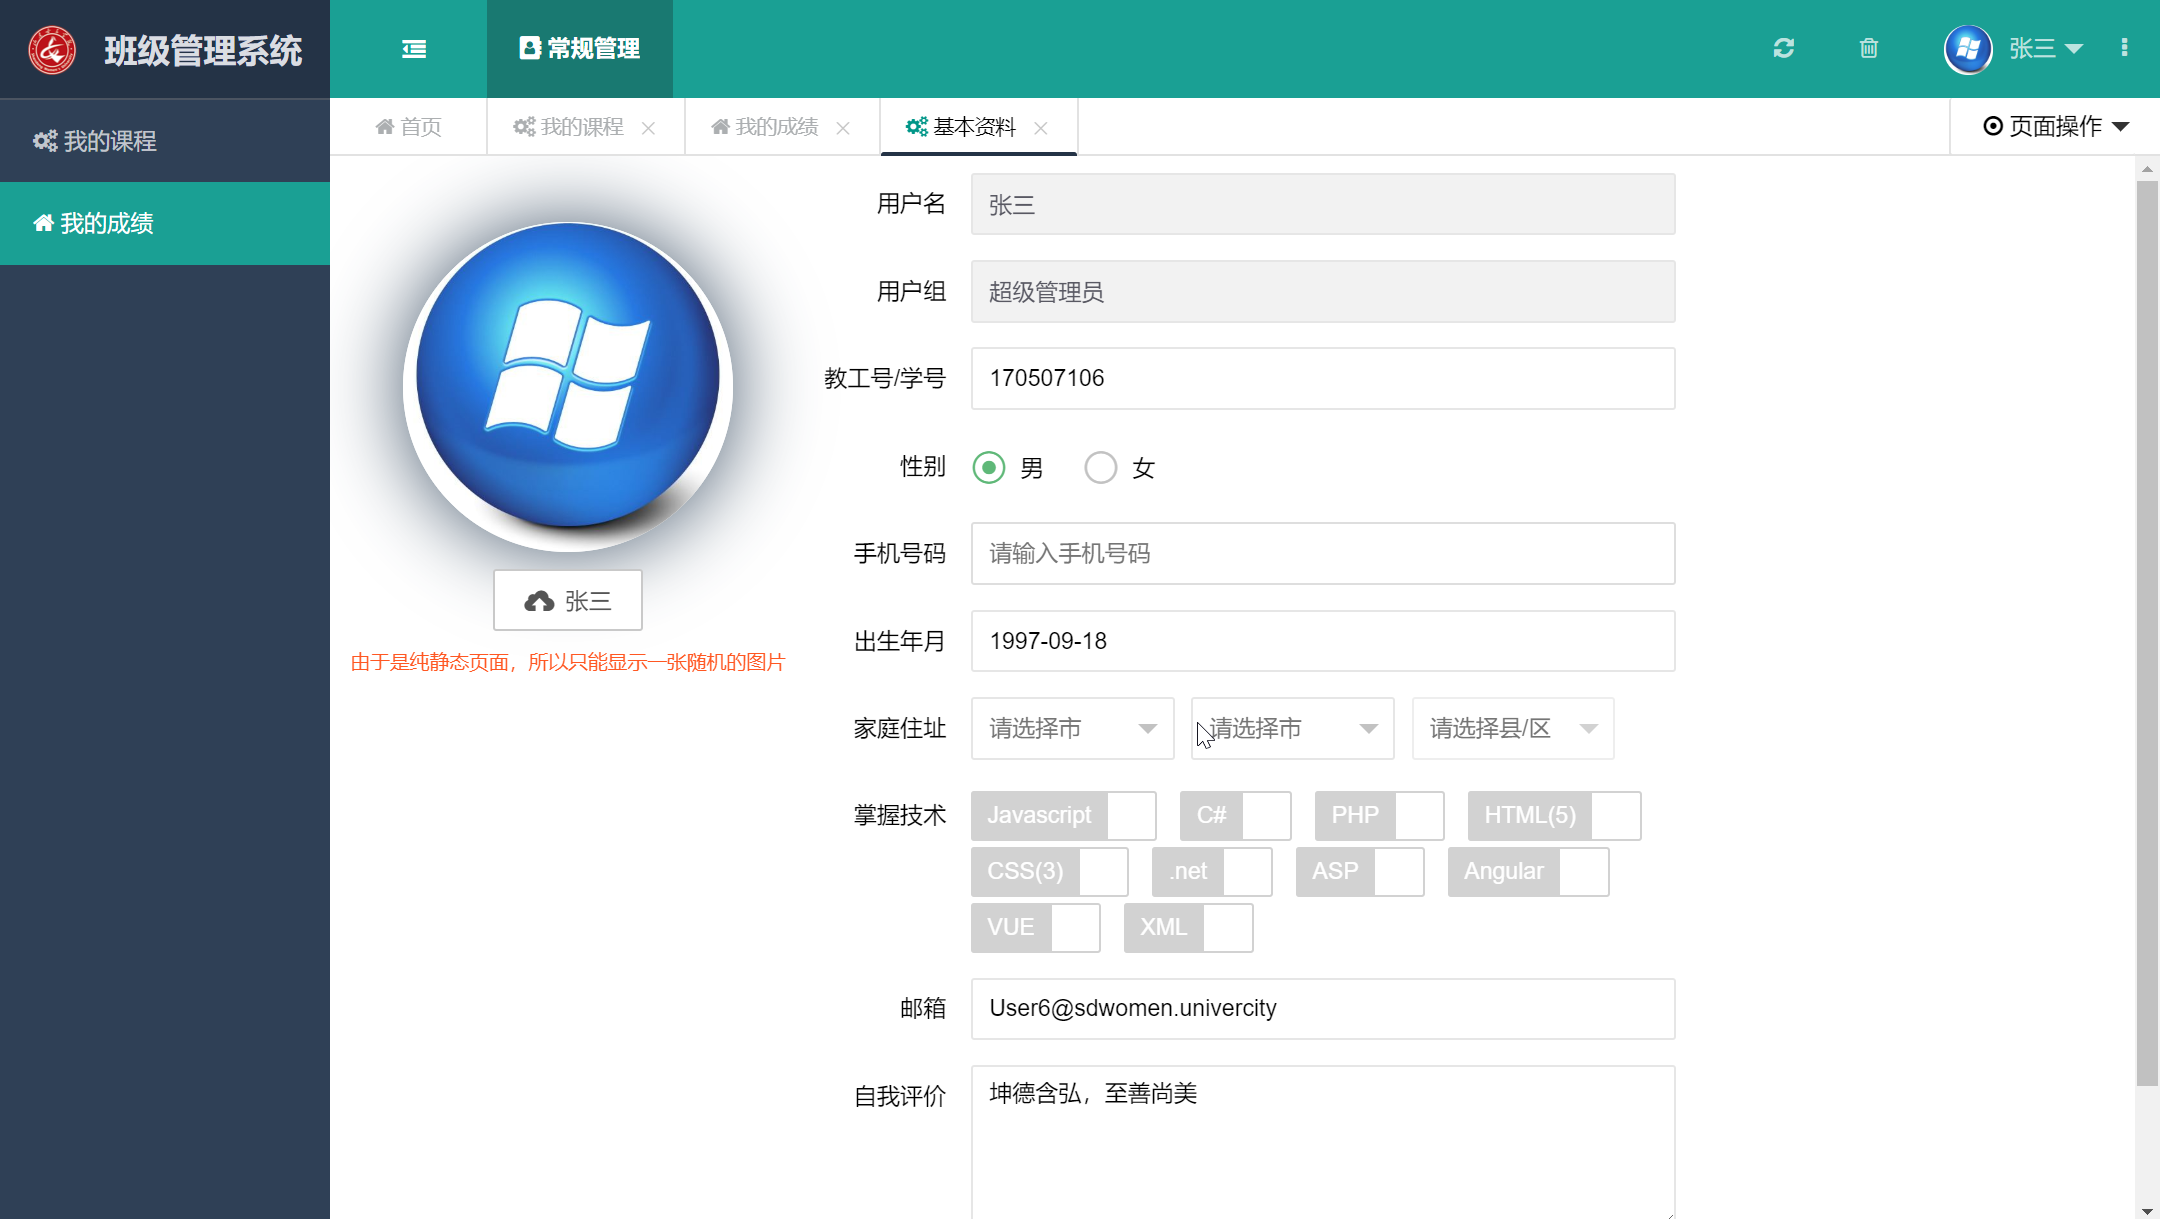 班级管理系统
常规管理
张三
我的课程
我的成绩
首页
我的课程
我的成绩
基本资料
页面操作
用户名
张三
用户组
超级管理员
教工号/学号
170507106
性别
男
女
手机号码
请输入手机号码
张三
由于是纯静态页面，所以只能显示一张随机的图片
出生年月
1997-09-18
家庭住址
请选择市
请选择市
请选择县/区
掌握技术
Javascript
C#
PHP
HTML(5)
CSS(3)
.net
ASP
Angular
VUE
XML
邮箱
User6@sdwomen.univercity
自我评价
坤德含弘，至善尚美